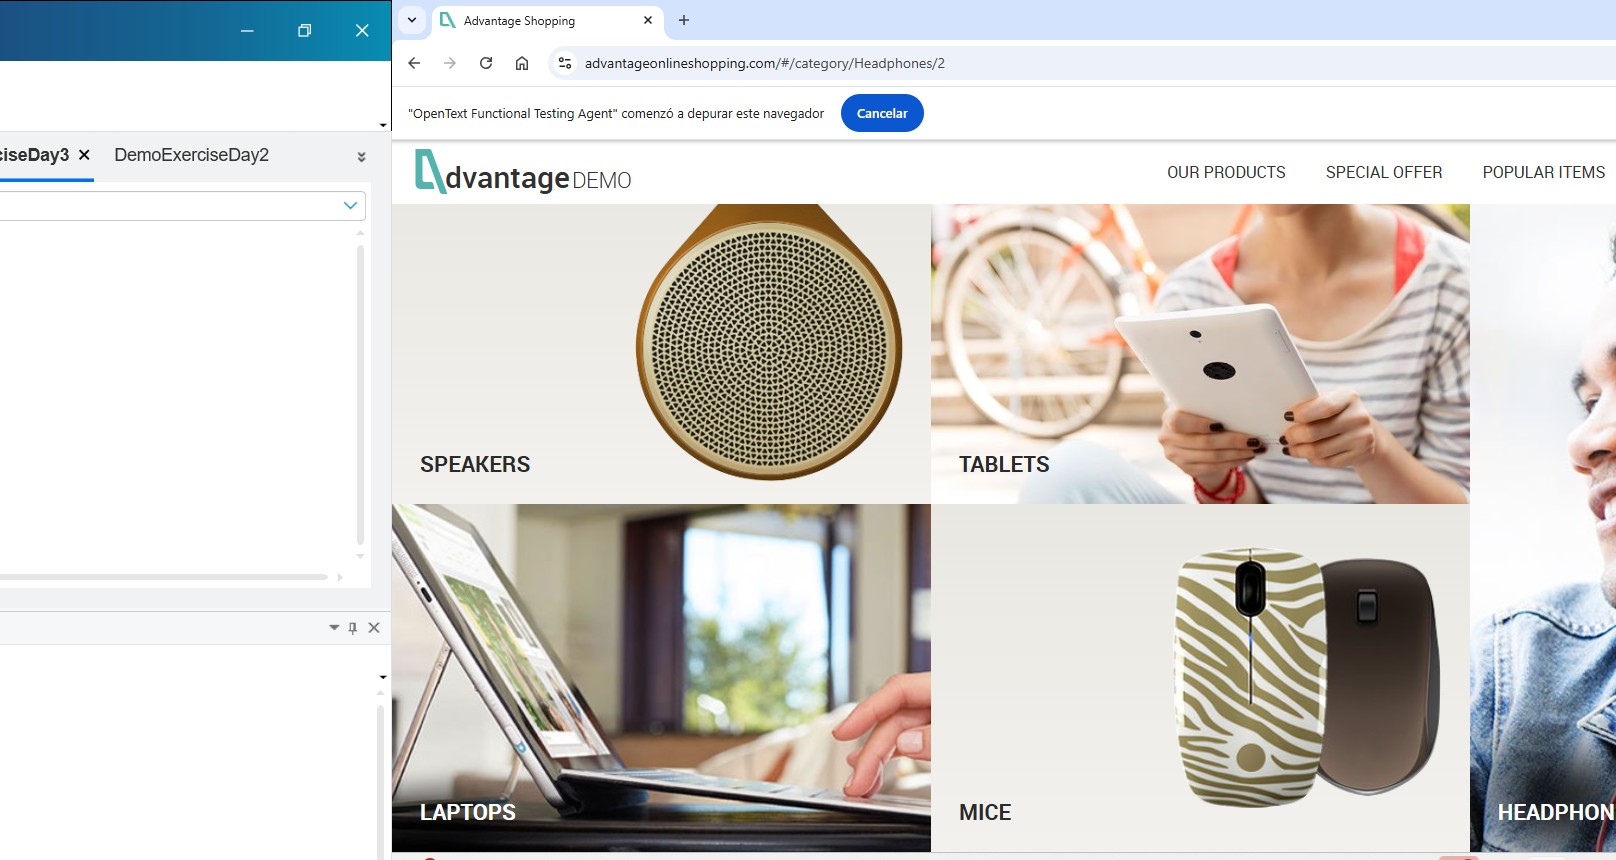 Advantage Shopping
advantageonlineshopping.com/#/category/Headphones/2
"OpenText Functional Testing Agent" comenzó a depurar este navegador
Cancelar
DemoExerciseDay2
dvantage DEMO
OUR PRODUCTS
SPECIAL OFFER
POPULAR ITEMS
SPEAKERS
TABLETS
LAPTOPS
MICE
HEADPHON
ciseDay3